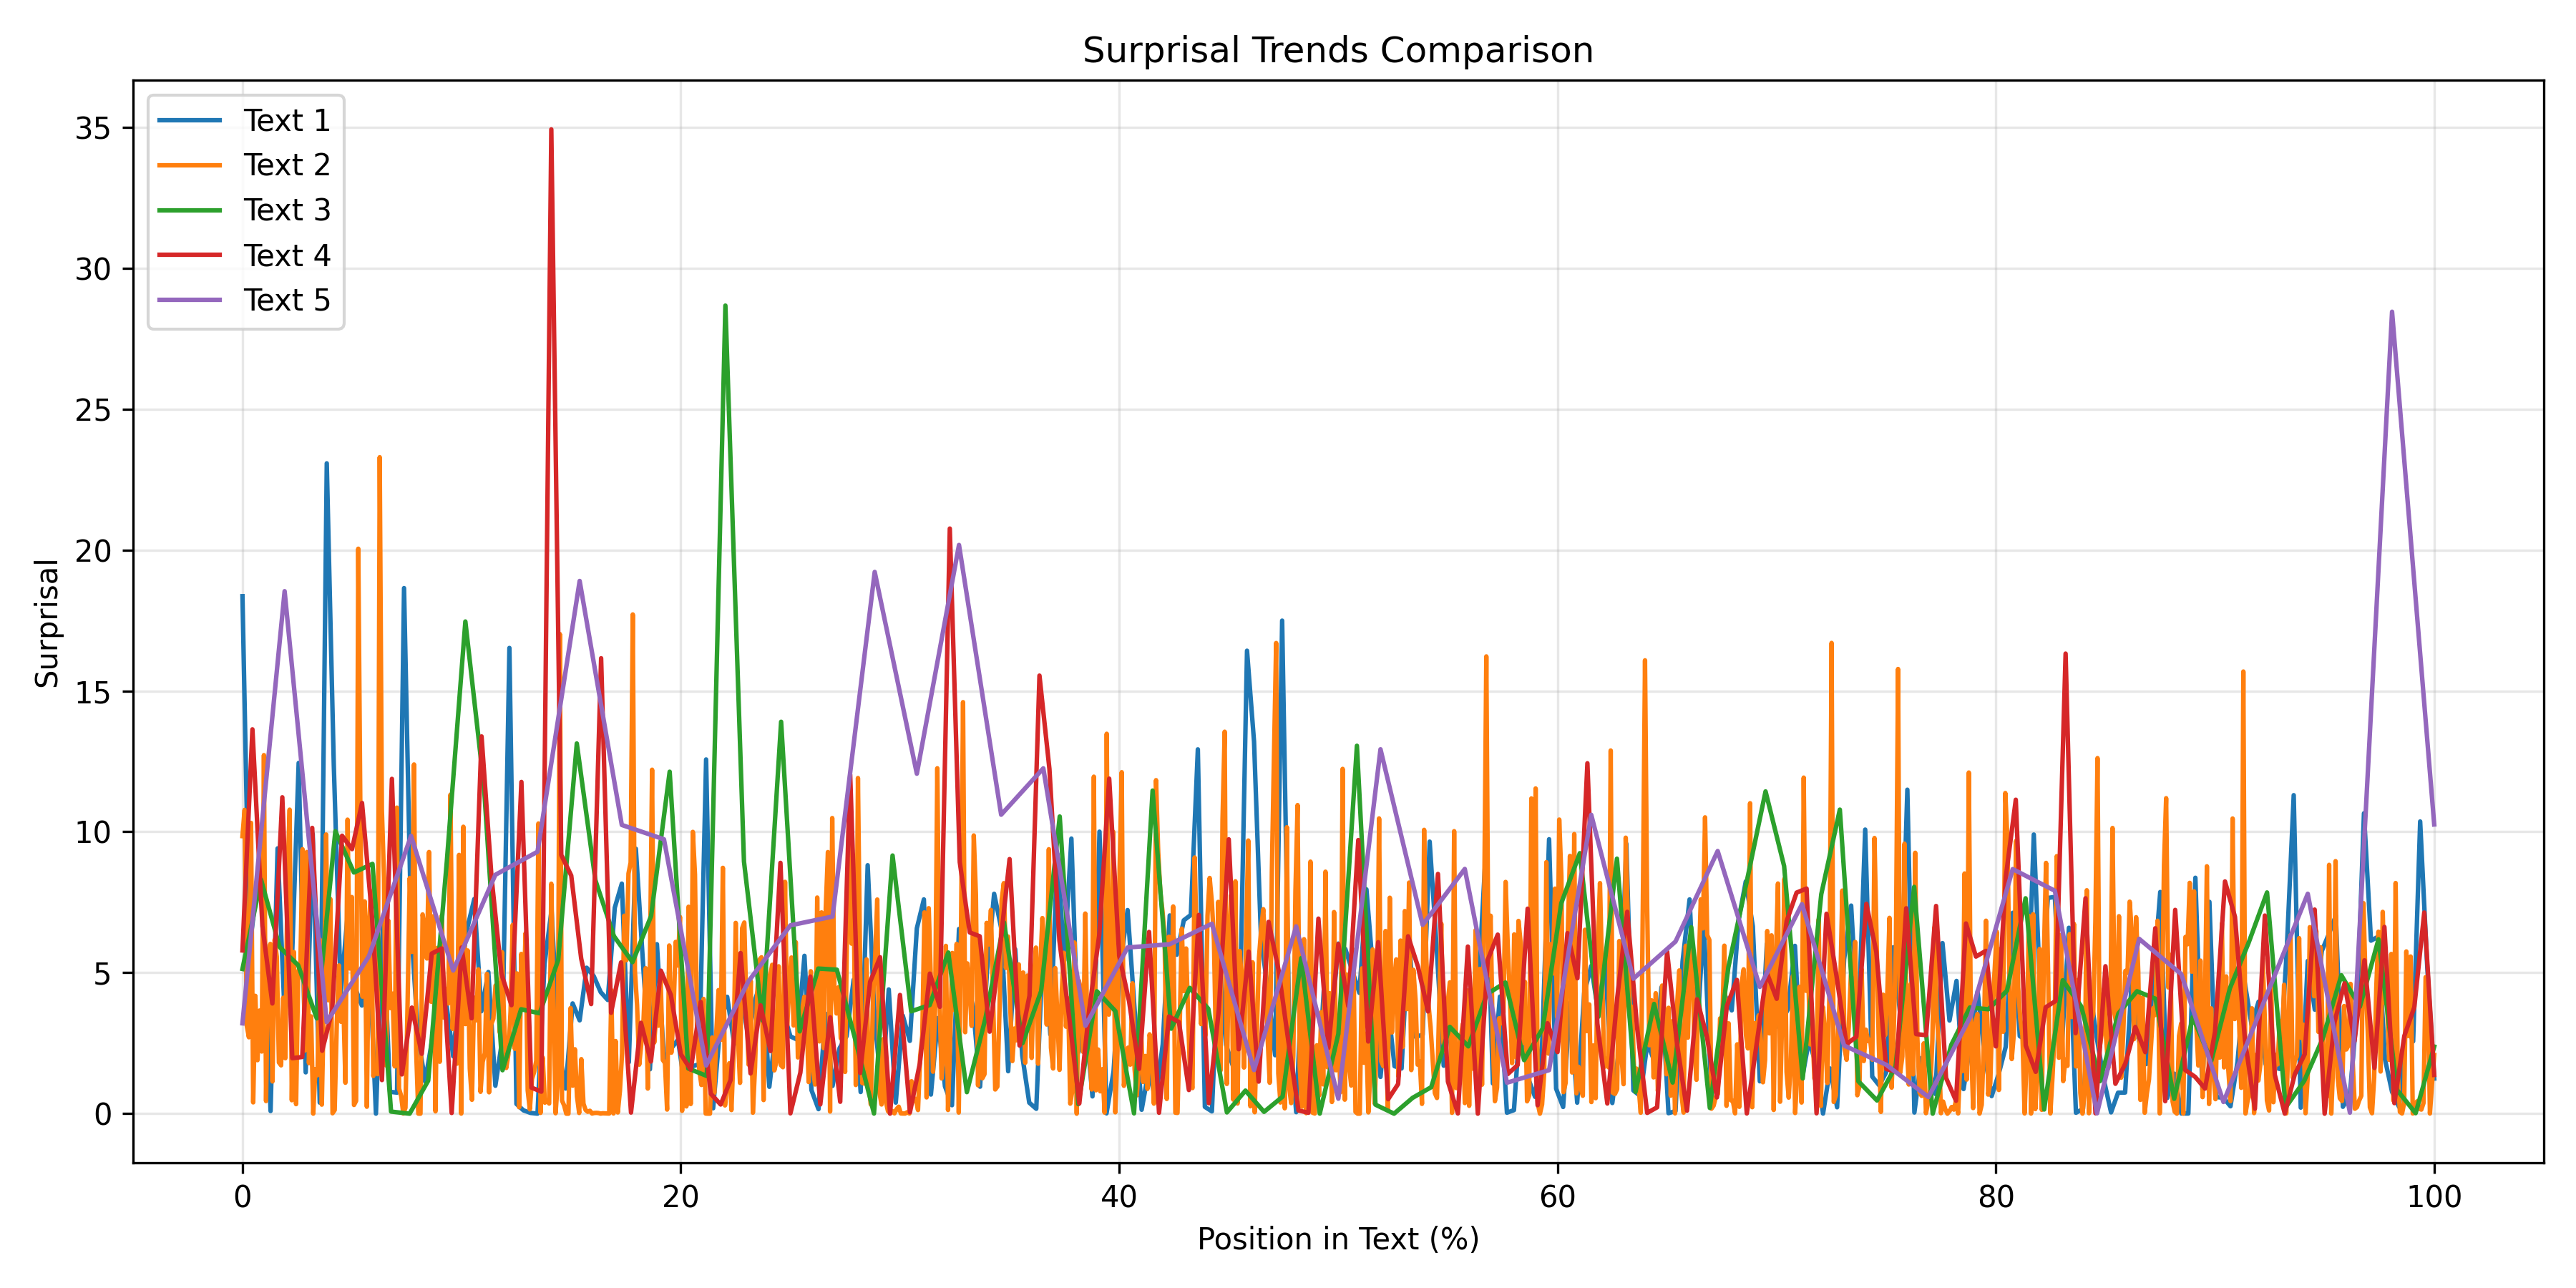 Surprisal Trends Comparison
Text 1
Text 2
Text 3
Text 4
Text 5
35
30
25
20
15
10
5
0
Surprisal
0 20 40 60 80 100
Position in Text (%)